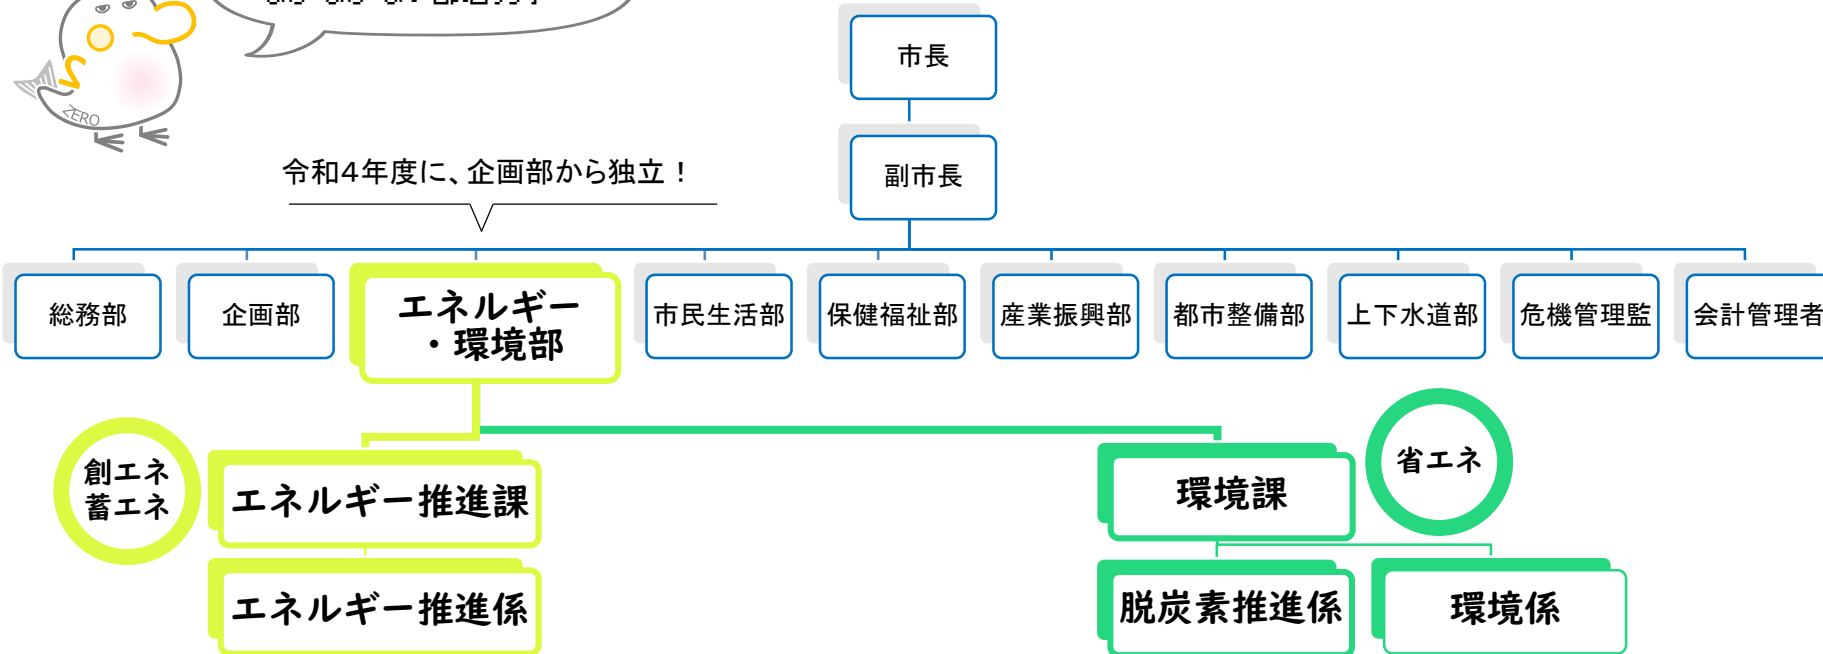 ZERO
市長
副市長
令和4年度に、企画部から独立！
総務部
企画部
エネルギー
・環境部
市民生活部
保健福祉部
産業振興部
都市整備部
上下水道部
危機管理監
会計管理者
創エネ
蓄エネ
エネルギー推進課
環境課
省エネ
エネルギー推進係
脱炭素推進係
環境係